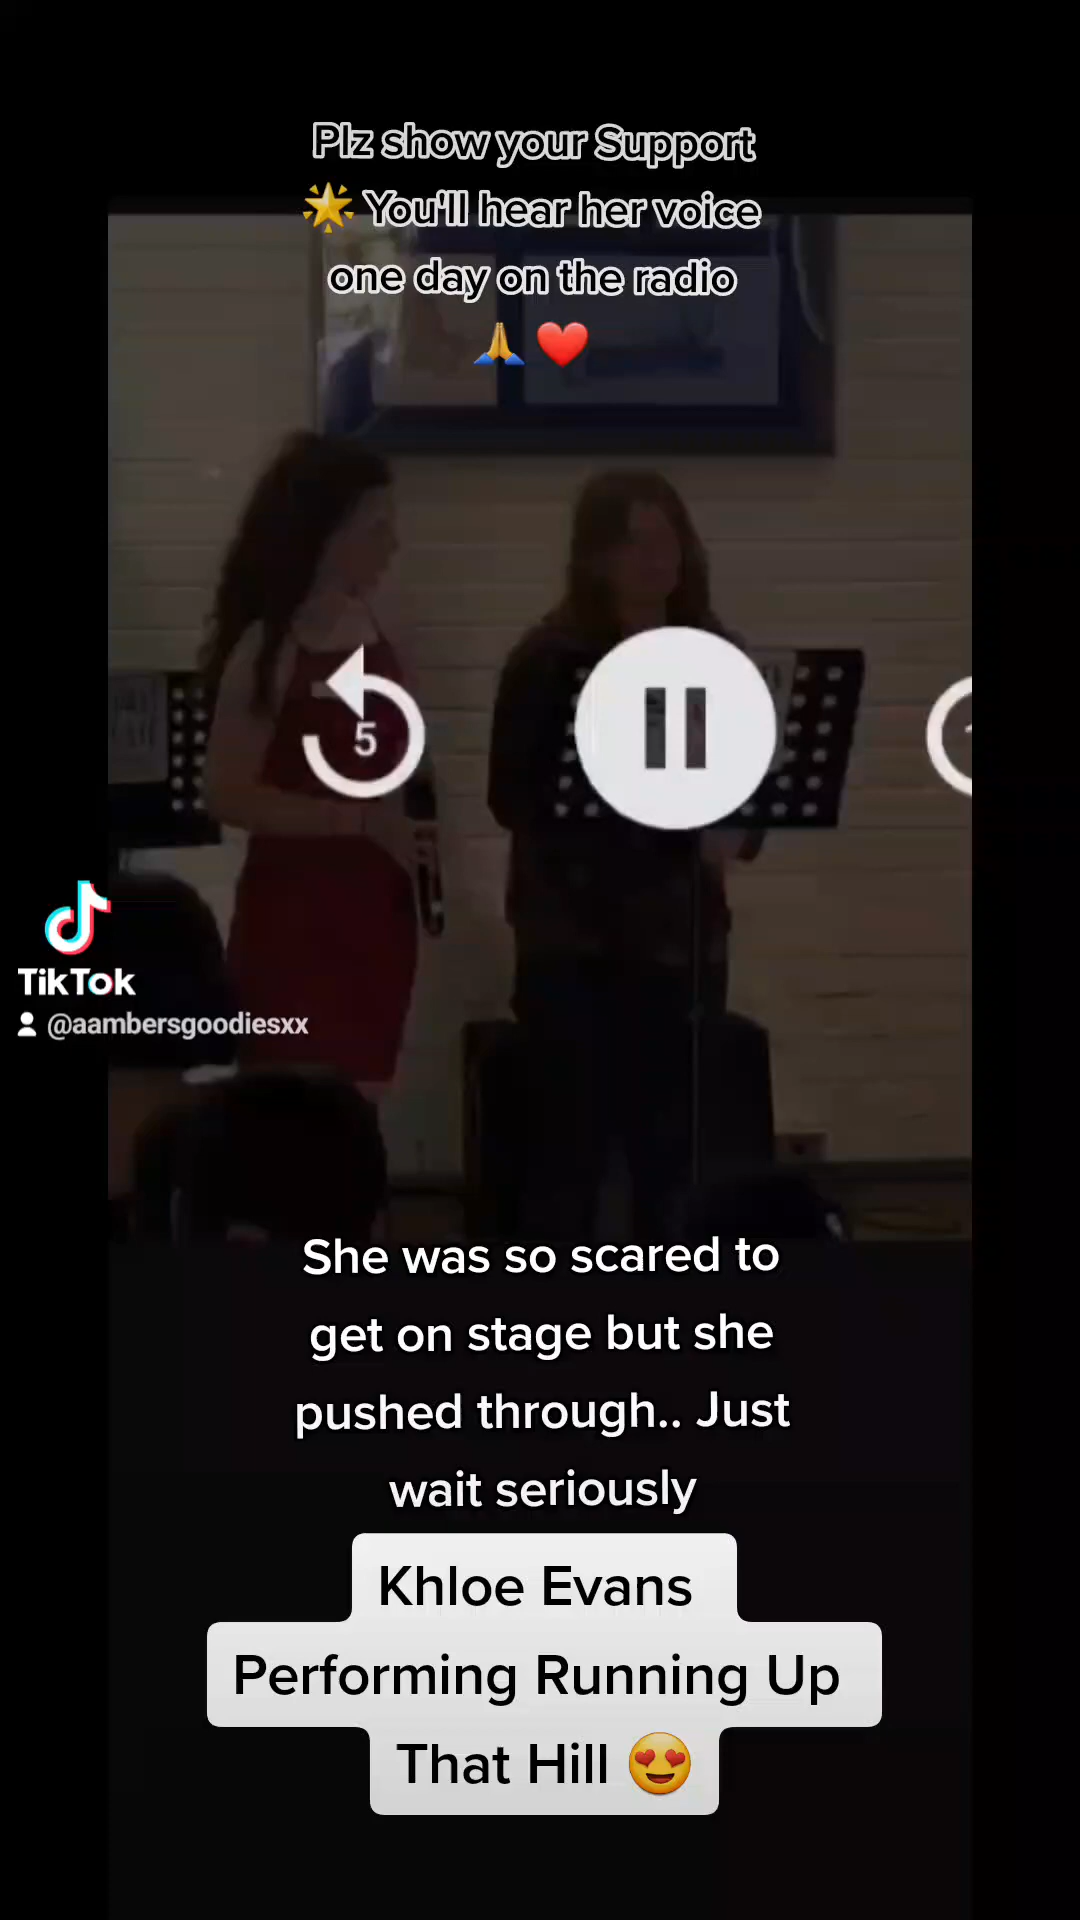 Plz show your Support
🌟 You'll hear her voice
one day on the radio
🙏 ❤️
5
TikTok
@aambersgoodiesxx
She was so scared to
get on stage but she
pushed through.. Just
wait seriously
Khloe Evans
Performing Running Up
That Hill 😍